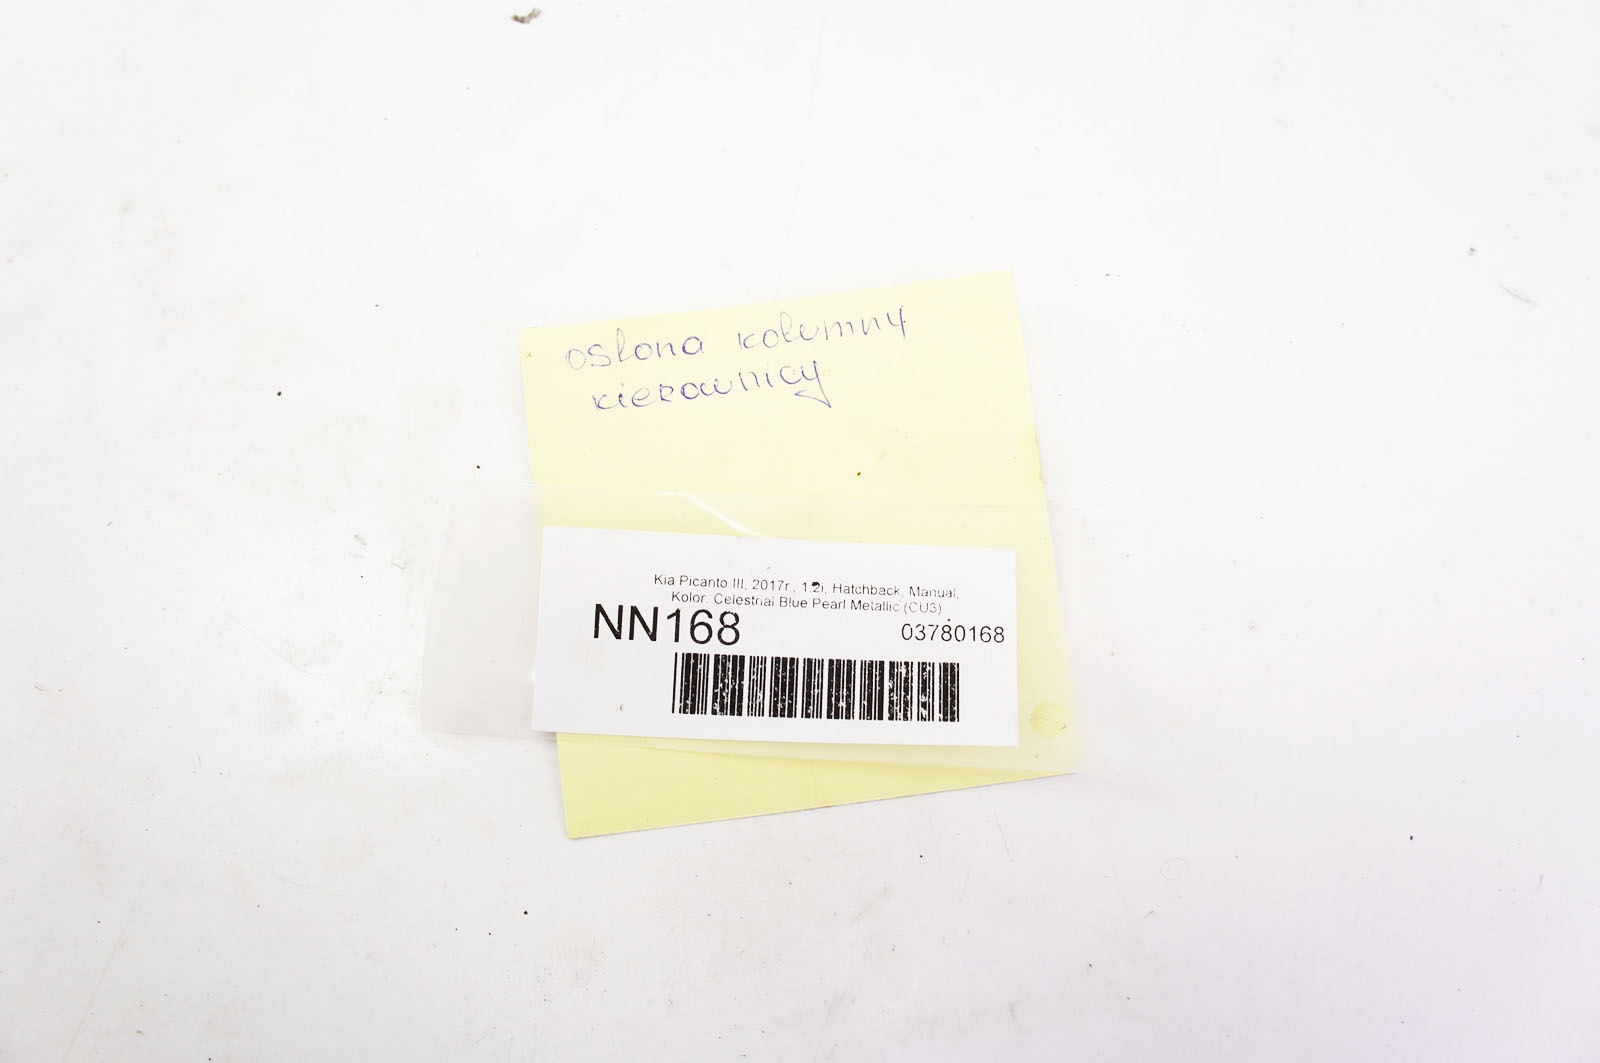 osłona kolumny
kierownicy
Kia Picanto III, 2017r., 1.2i, Hatchback, Manual,
Kolor: Celestrial Blue Pearl Metallic (CU3)
NN168
03780168